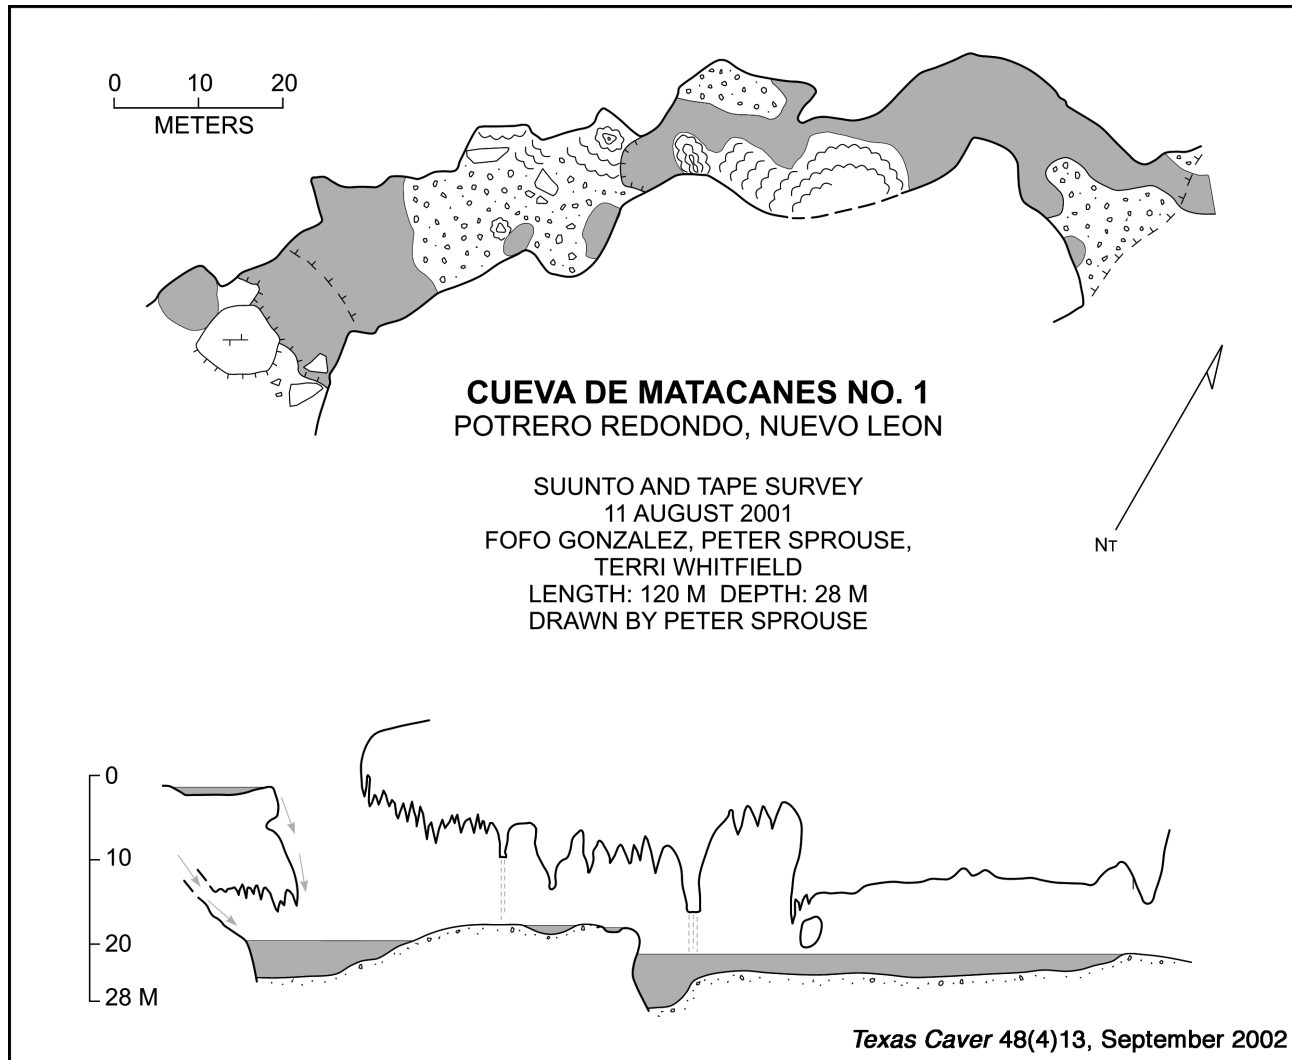 0 10 20
METERS
CUEVA DE MATACANES NO. 1
POTRERO REDONDO, NUEVO LEON
SUUNTO AND TAPE SURVEY
11 AUGUST 2001
FOFO GONZALEZ, PETER SPROUSE,
TERRI WHITFIELD
LENGTH: 120 M DEPTH: 28 M
DRAWN BY PETER SPROUSE
NT
0
10
20
28 M
Texas Caver 48(4)13, September 2002